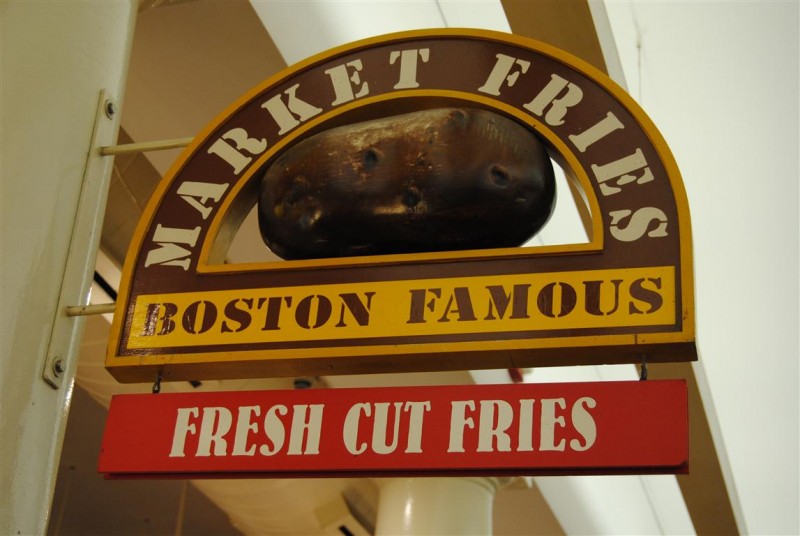 MARKET FRIES
BOSTON FAMOUS
FRESH CUT FRIES